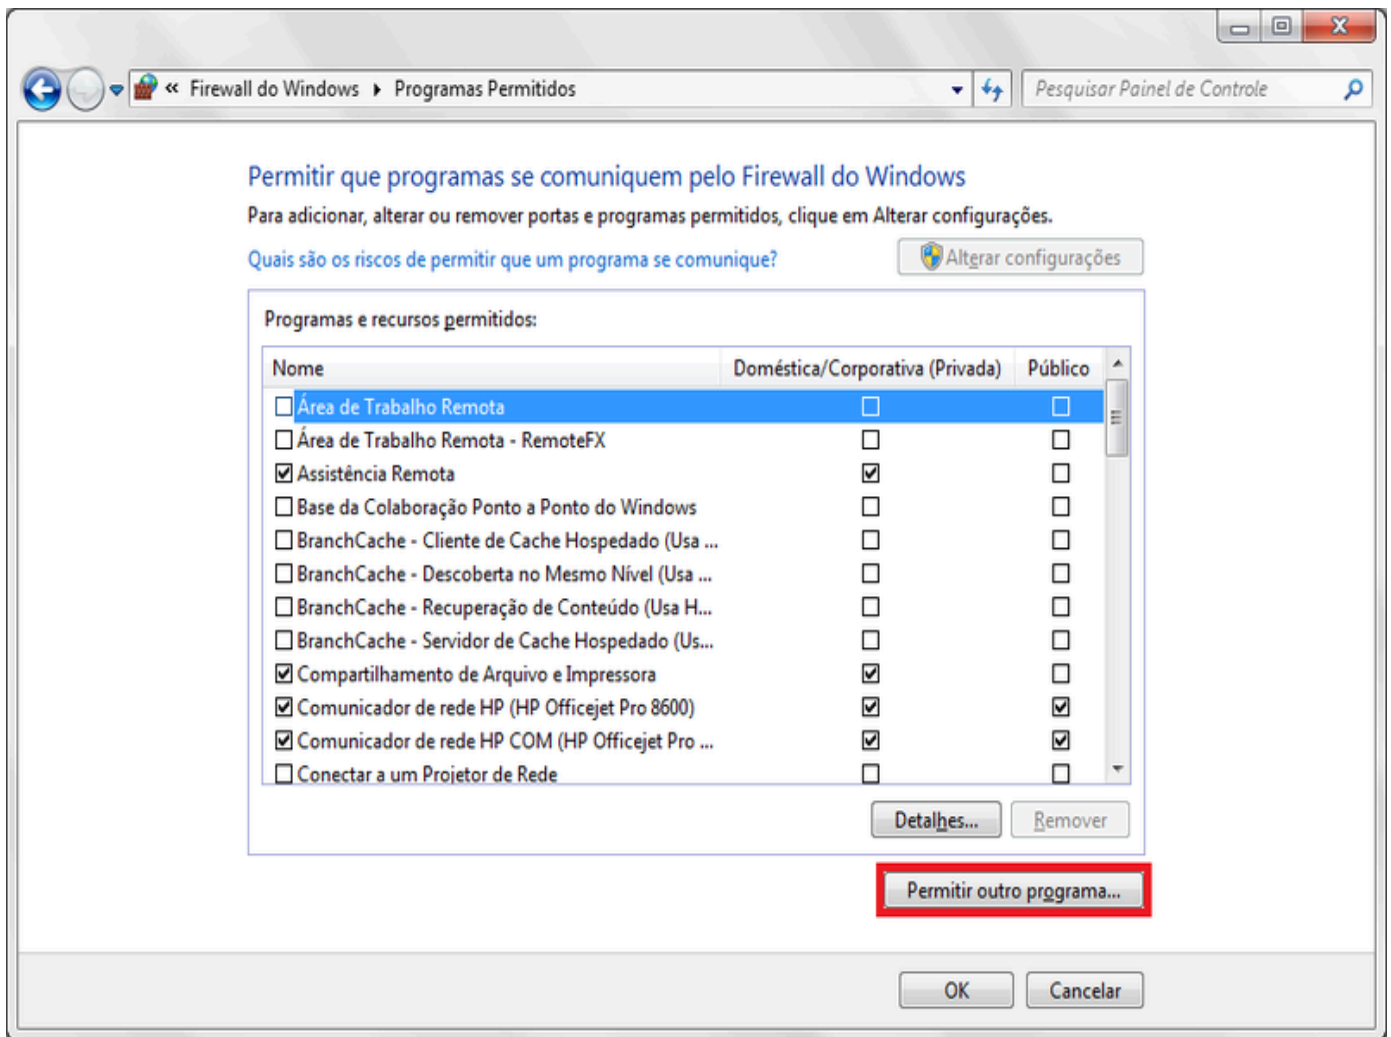 « Firewall do Windows Programas Permitidos Pesquisar Painel de Controle
Permitir que programas se comuniquem pelo Firewall do Windows
Para adicionar, alterar ou remover portas e programas permitidos, clique em Alterar configurações.
Quais são os riscos de permitir que um programa se comunique? Alterar configurações
Programas e recursos permitidos:
Nome Doméstica/Corporativa (Privada) Público
Área de Trabalho Remota
Área de Trabalho Remota - RemoteFX
Assistência Remota
Base da Colaboração Ponto a Ponto do Windows
BranchCache - Cliente de Cache Hospedado (Usa ...
BranchCache - Descoberta no Mesmo Nível (Usa ...
BranchCache - Recuperação de Conteúdo (Usa H...
BranchCache - Servidor de Cache Hospedado (Us...
Compartilhamento de Arquivo e Impressora
Comunicador de rede HP (HP Officejet Pro 8600)
Comunicador de rede HP COM (HP Officejet Pro ...
Conectar a um Projetor de Rede
Detalhes... Remover
Permitir outro programa...
OK Cancelar